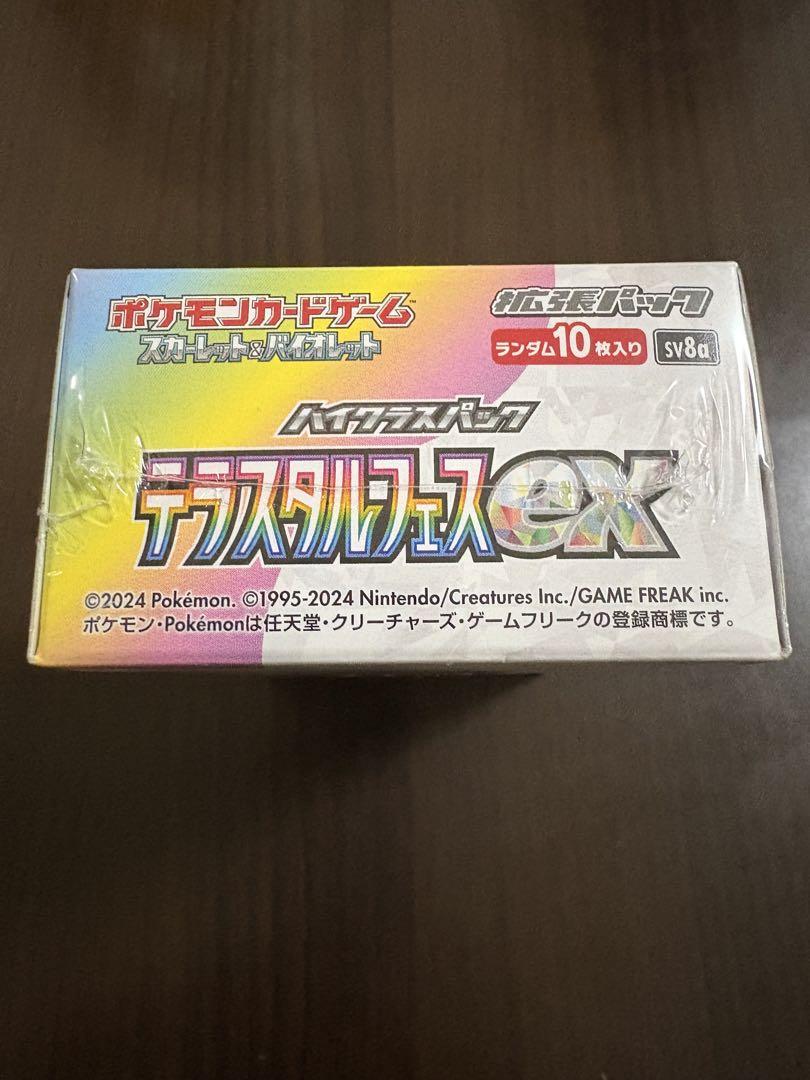 ポケモンカードゲーム™
スカーレット&バイオレット
拡張パック
ランダム10枚入り
SV8a
ハイクラスパック
テラスタルフェスex
©2024 Pokémon. ©1995-2024 Nintendo/Creatures Inc./GAME FREAK inc.
ポケモン・Pokémonは任天堂・クリーチャーズ・ゲームフリークの登録商標です。